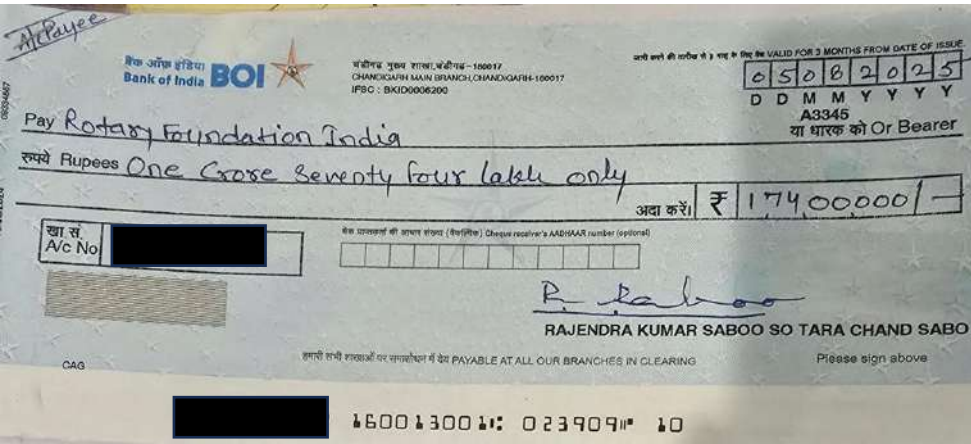 A/c Payee
बैंक ऑफ़ इंडिया
Bank of India BOI
चंडीगढ़ मुख्य शाखा, चंडीगढ़-160017
CHANDIGARH MAIN BRANCH, CHANDIGARH-160017
IFSC : BKID0006200
VALID FOR 3 MONTHS FROM DATE OF ISSUE
0 5 0 8 2 0 2 5
D D M M Y Y Y Y
A3345
या धारक को Or Bearer
Pay Rotary Foundation India
रुपये Rupees One Crore Seventy four lakh only
अदा करें। ₹ 17400000/-
खा.सं.
A/c No
Cheque receiver's AADHAAR number (optional)
R. Saboo
RAJENDRA KUMAR SABOO SO TARA CHAND SABO
PAYABLE AT ALL OUR BRANCHES IN CLEARING
Please sign above
CAG
160013001 023909 10